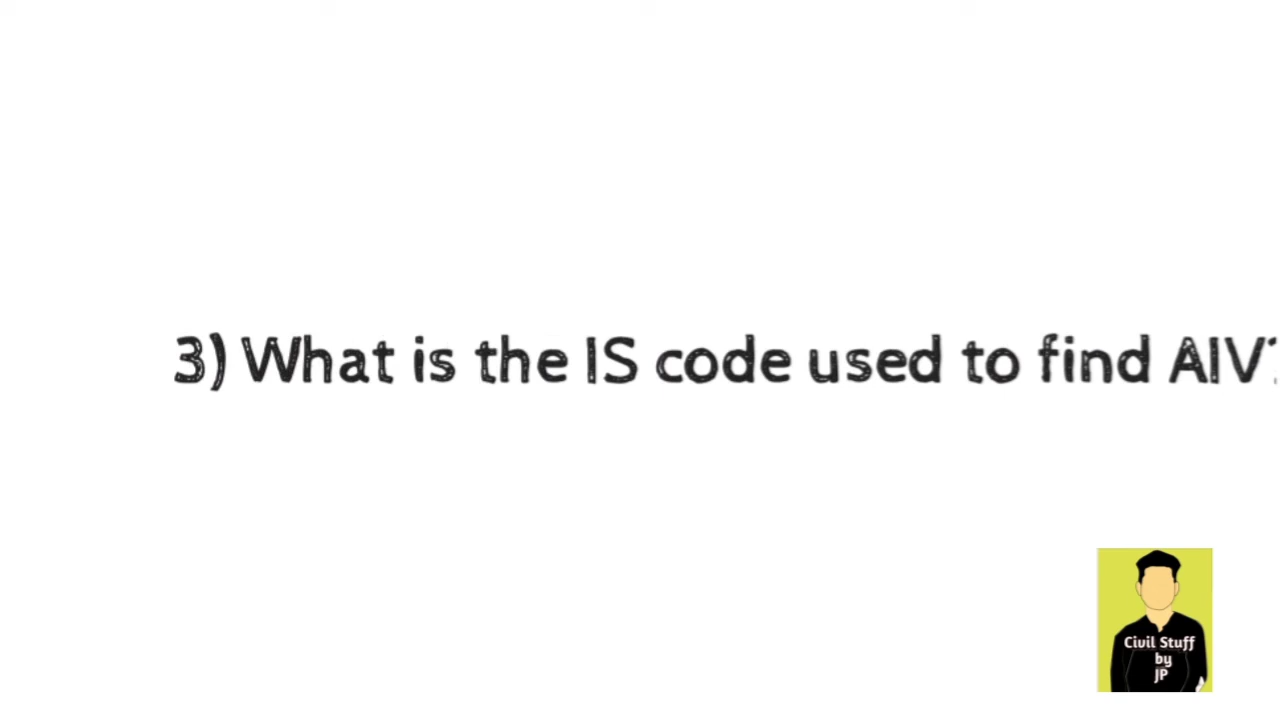 3) What is the IS code used to find AIV?
Civil Stuff
by
JP